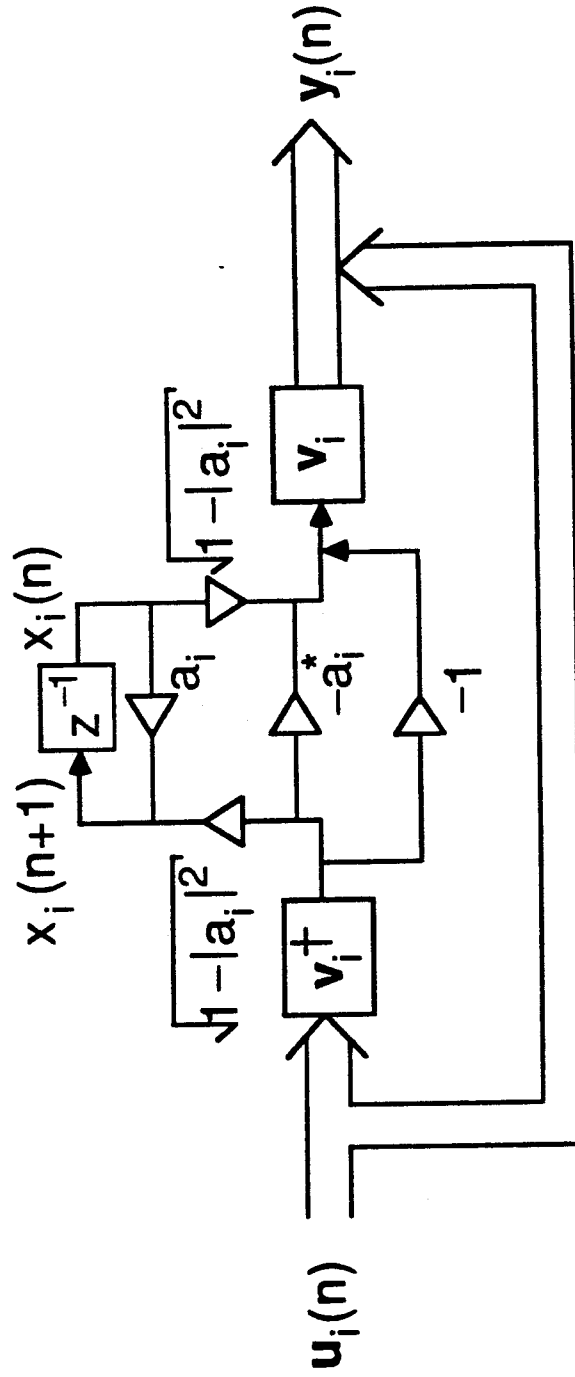 x_i(n+1)
x_i(n)
z^{-1}
a_i
√1-|a_i|^2
√1-|a_i|^2
-a_i^*
-1
u_i(n)
v_i^†
v_i
y_i(n)